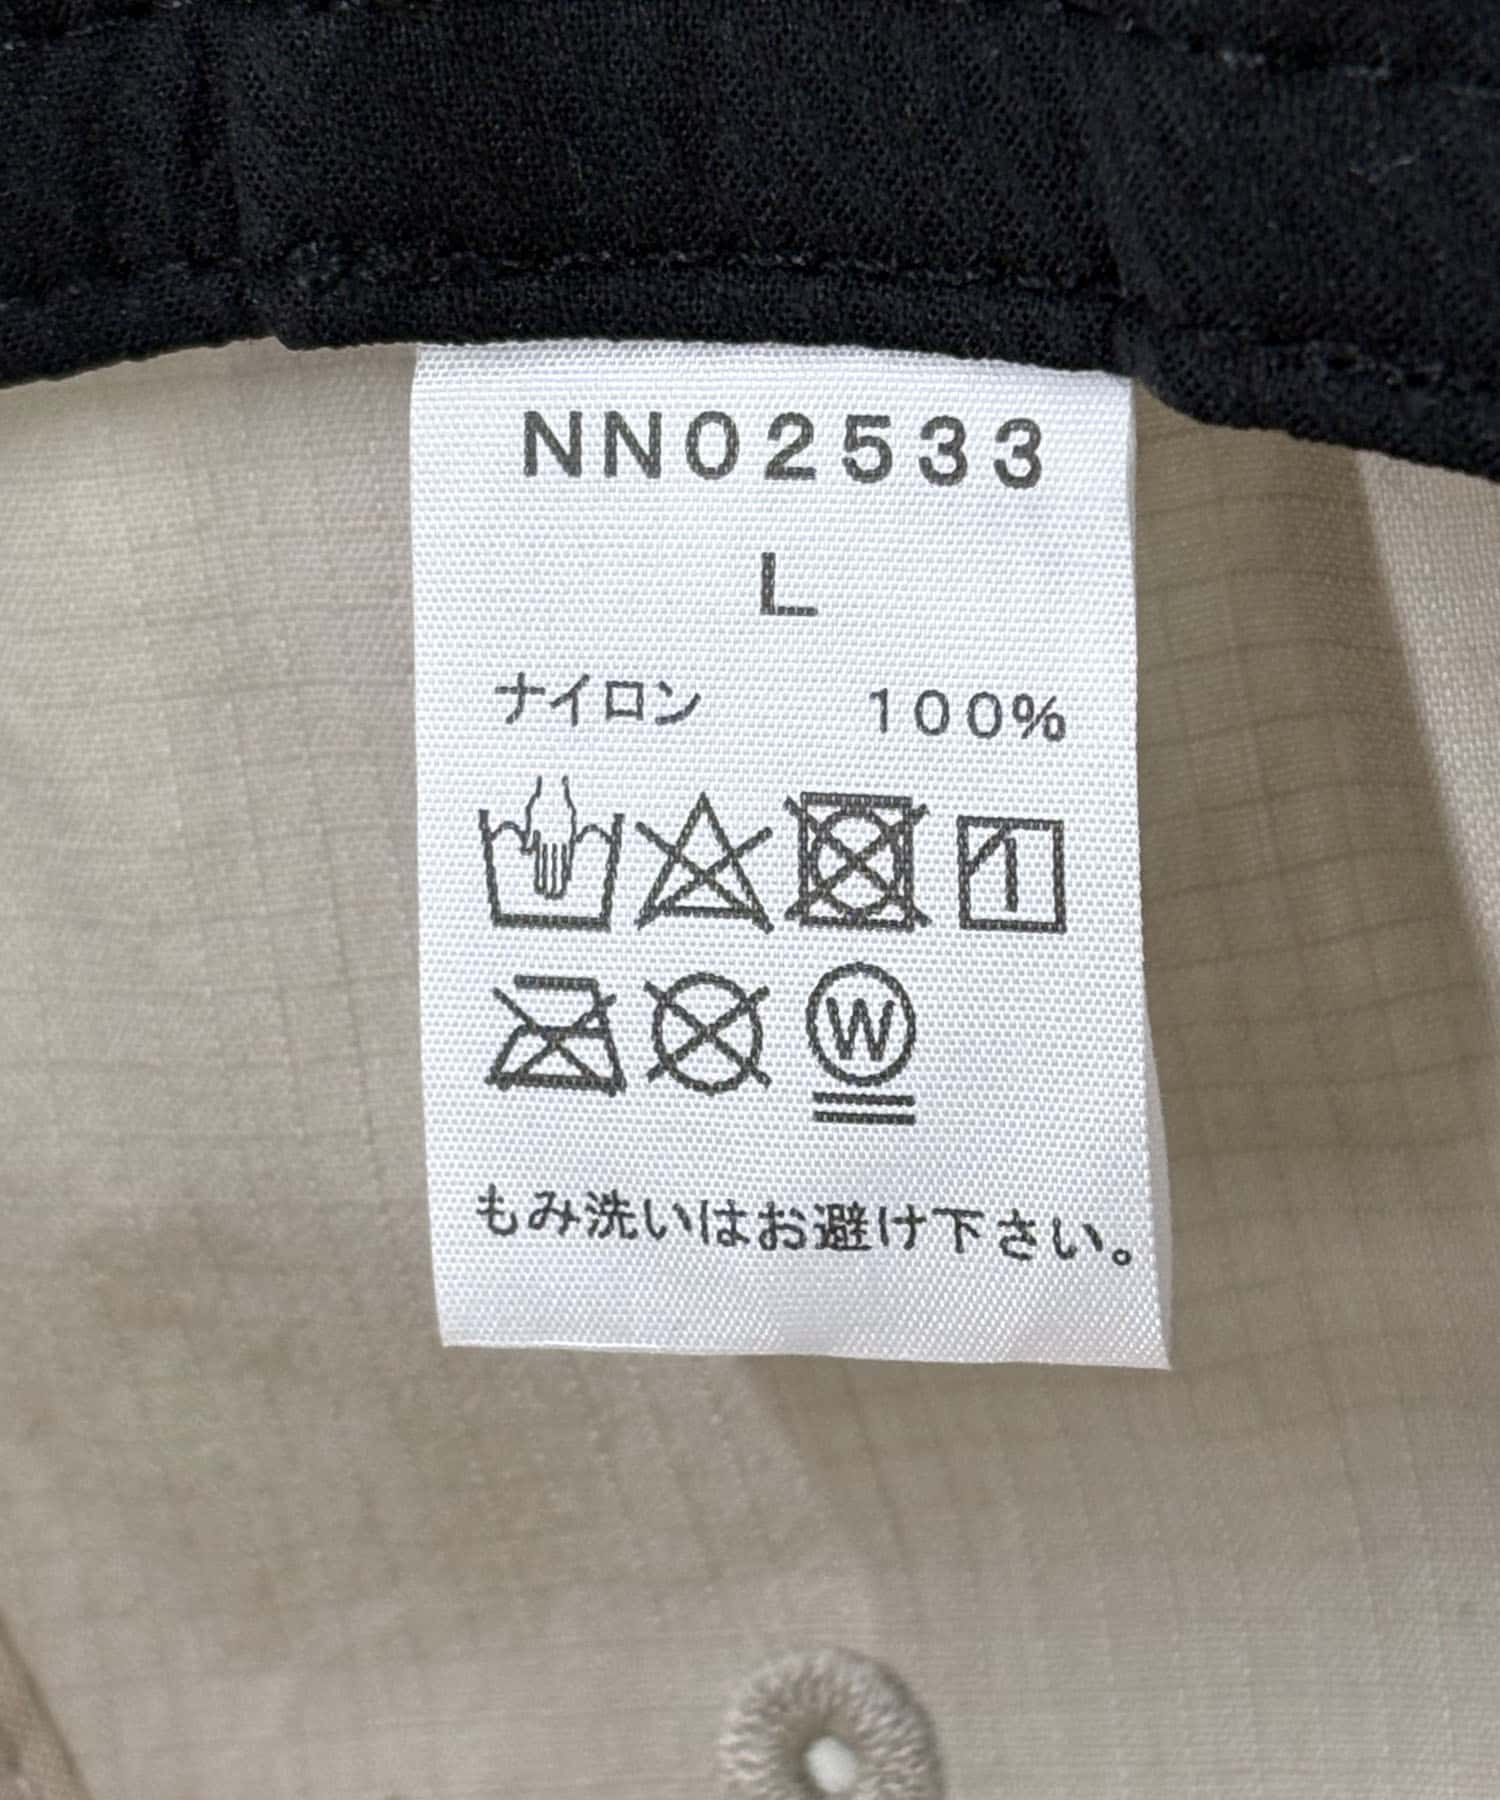 NN02533
L
ナイロン 100%
W
もみ洗いはお避け下さい。